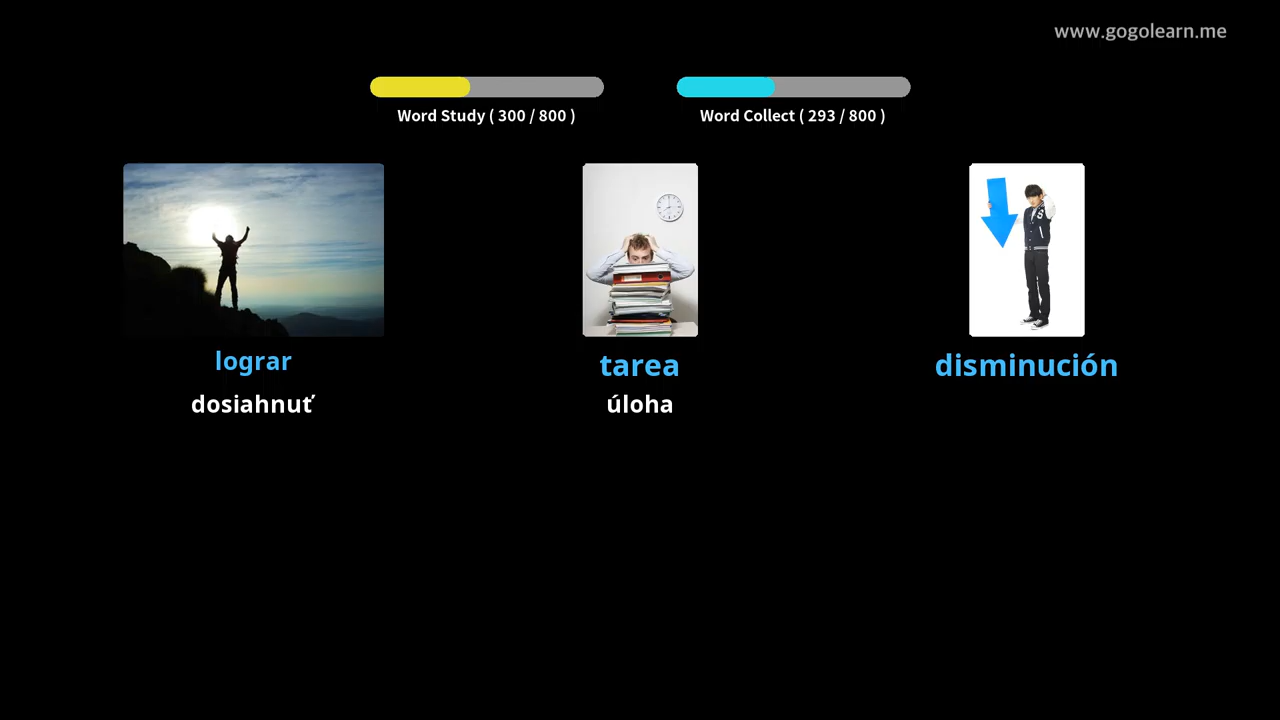 www.gogolearn.me
Word Study ( 300 / 800 )
Word Collect ( 293 / 800 )
lograr
tarea
disminución
dosiahnuť
úloha